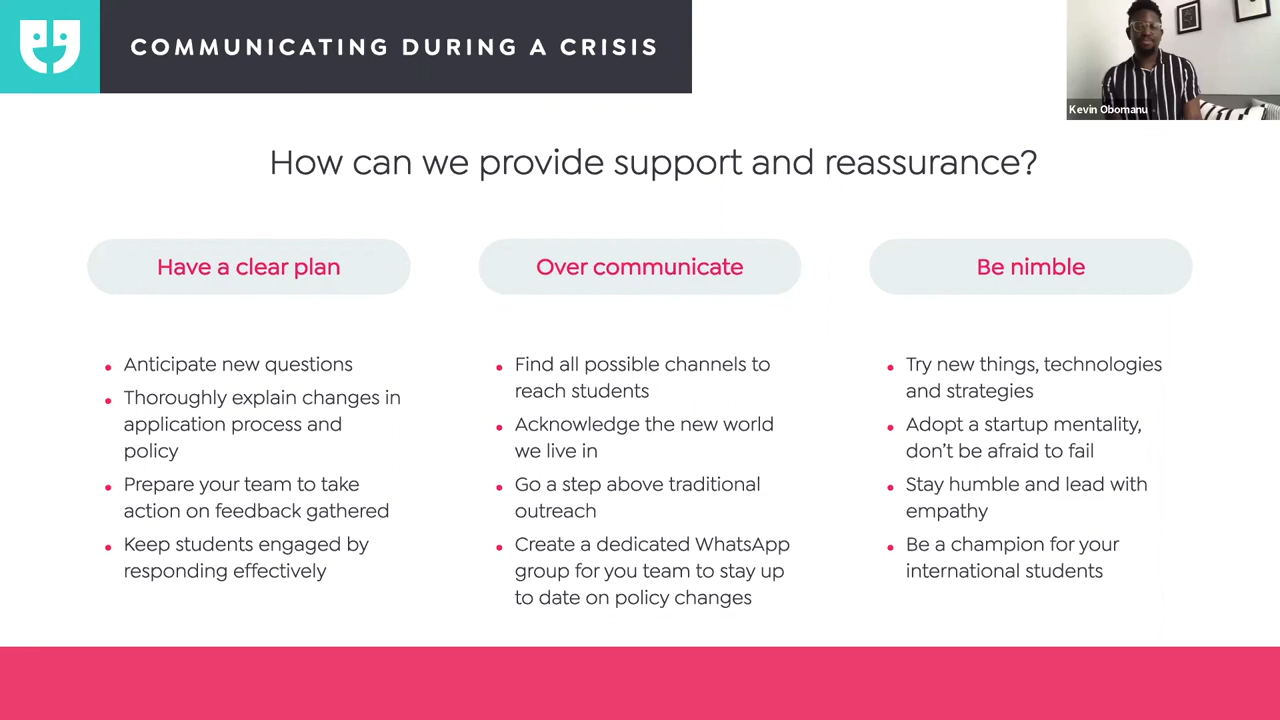 COMMUNICATING DURING A CRISIS
Kevin Obomanu
How can we provide support and reassurance?
Have a clear plan
Anticipate new questions
Thoroughly explain changes in
application process and
policy
Prepare your team to take
action on feedback gathered
Keep students engaged by
responding effectively
Over communicate
Find all possible channels to
reach students
Acknowledge the new world
we live in
Go a step above traditional
outreach
Create a dedicated WhatsApp
group for you team to stay up
to date on policy changes
Be nimble
Try new things, technologies
and strategies
Adopt a startup mentality,
don't be afraid to fail
Stay humble and lead with
empathy
Be a champion for your
international students